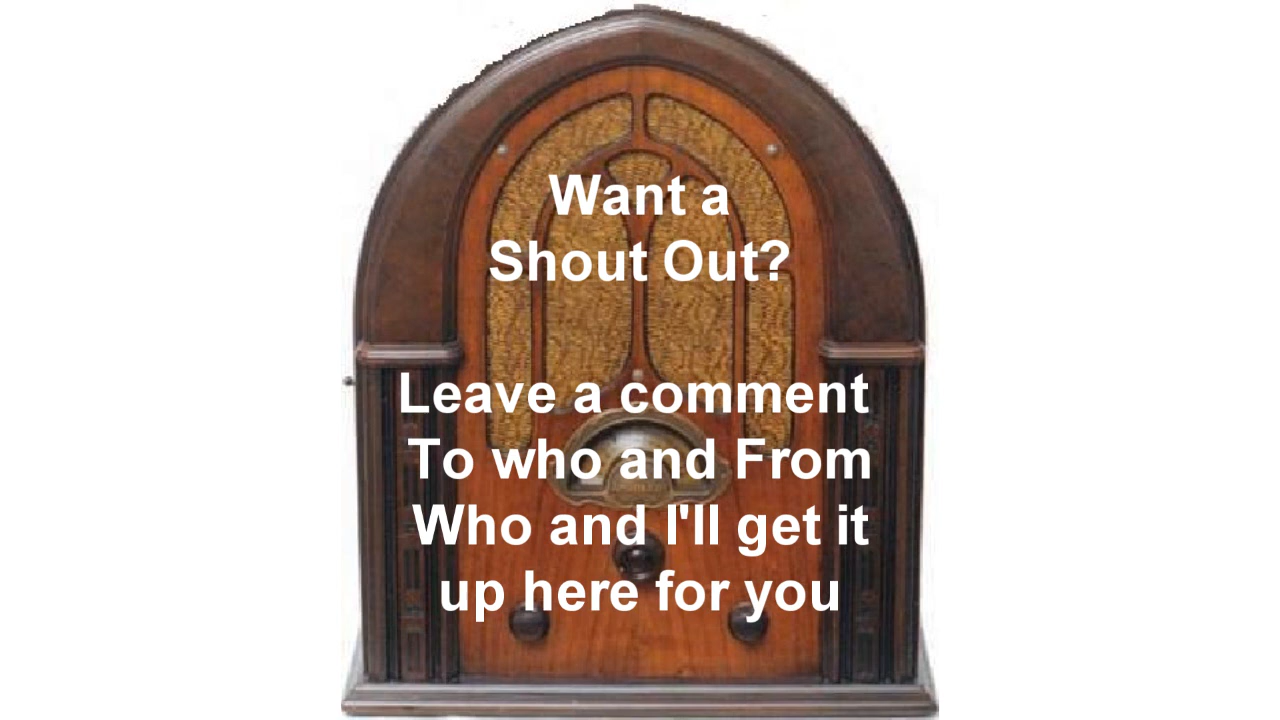 Want a
Shout Out?
Leave a comment
To who and From
Who and I'll get it
up here for you